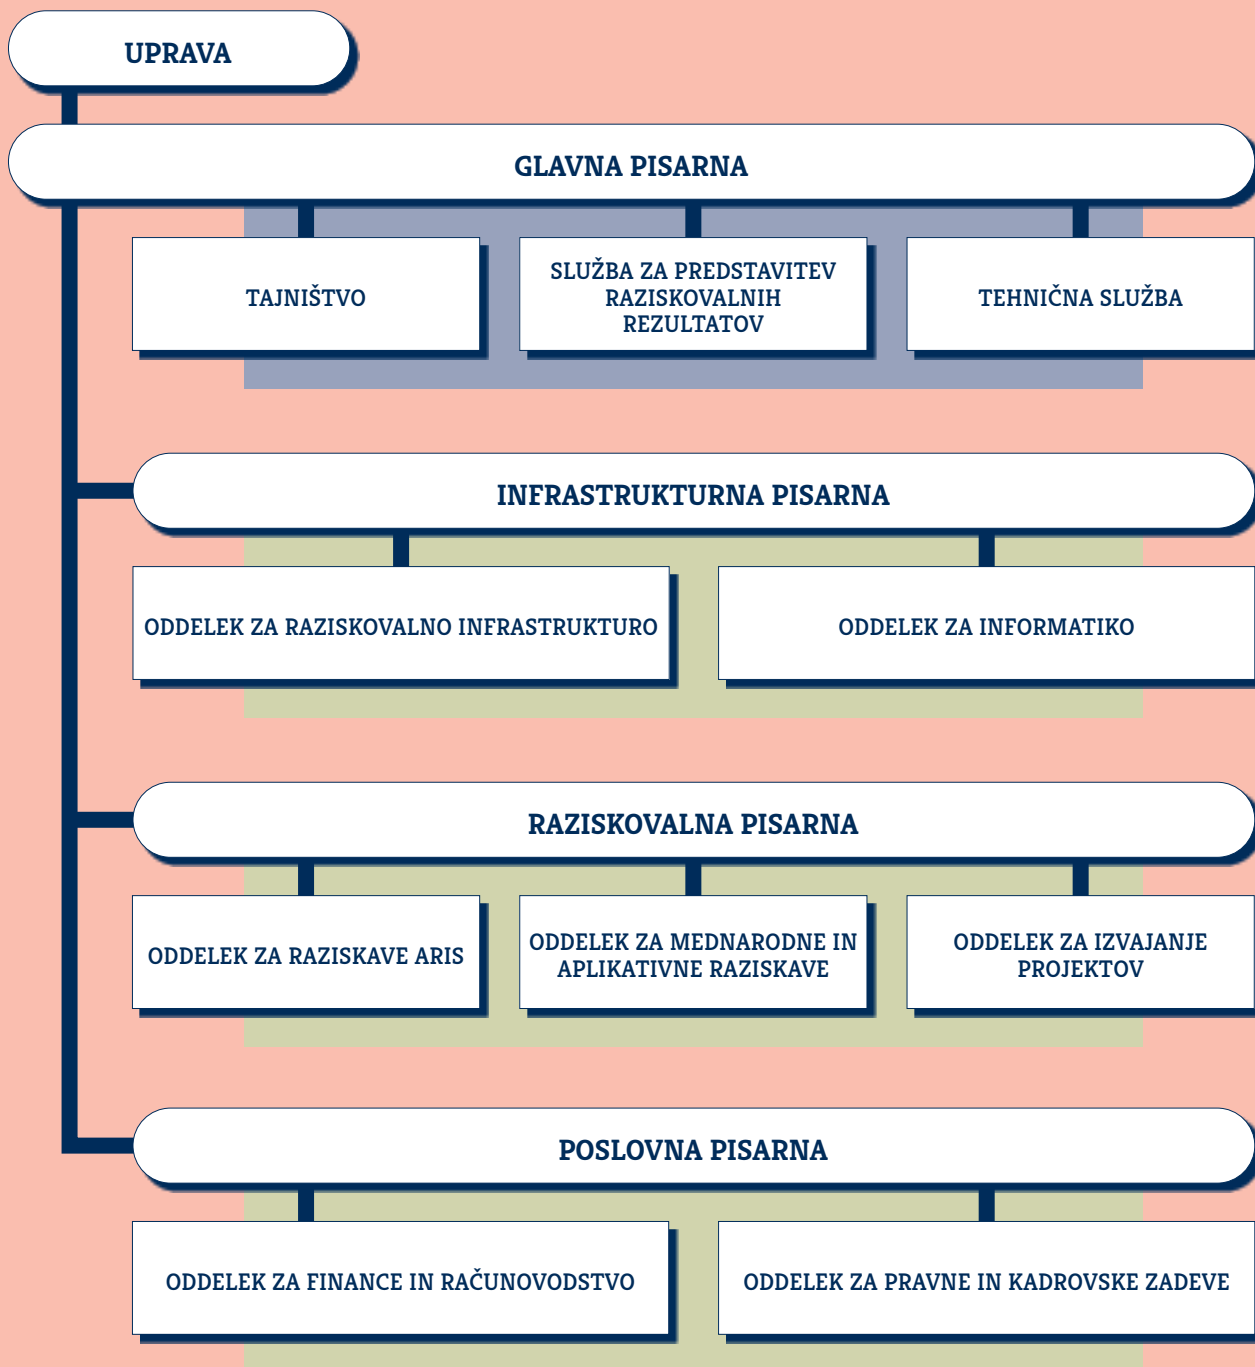 UPRAVA
GLAVNA PISARNA
TAJNIŠTVO
SLUŽBA ZA PREDSTAVITEV
RAZISKOVALNIH
REZULTATOV
TEHNIČNA SLUŽBA
INFRASTRUKTURNA PISARNA
ODDELEK ZA RAZISKOVALNO INFRASTRUKTURO
ODDELEK ZA INFORMATIKO
RAZISKOVALNA PISARNA
ODDELEK ZA RAZISKAVE ARIS
ODDELEK ZA MEDNARODNE IN
APLIKATIVNE RAZISKAVE
ODDELEK ZA IZVAJANJE
PROJEKTOV
POSLOVNA PISARNA
ODDELEK ZA FINANCE IN RAČUNOVODSTVO
ODDELEK ZA PRAVNE IN KADROVSKE ZADEVE